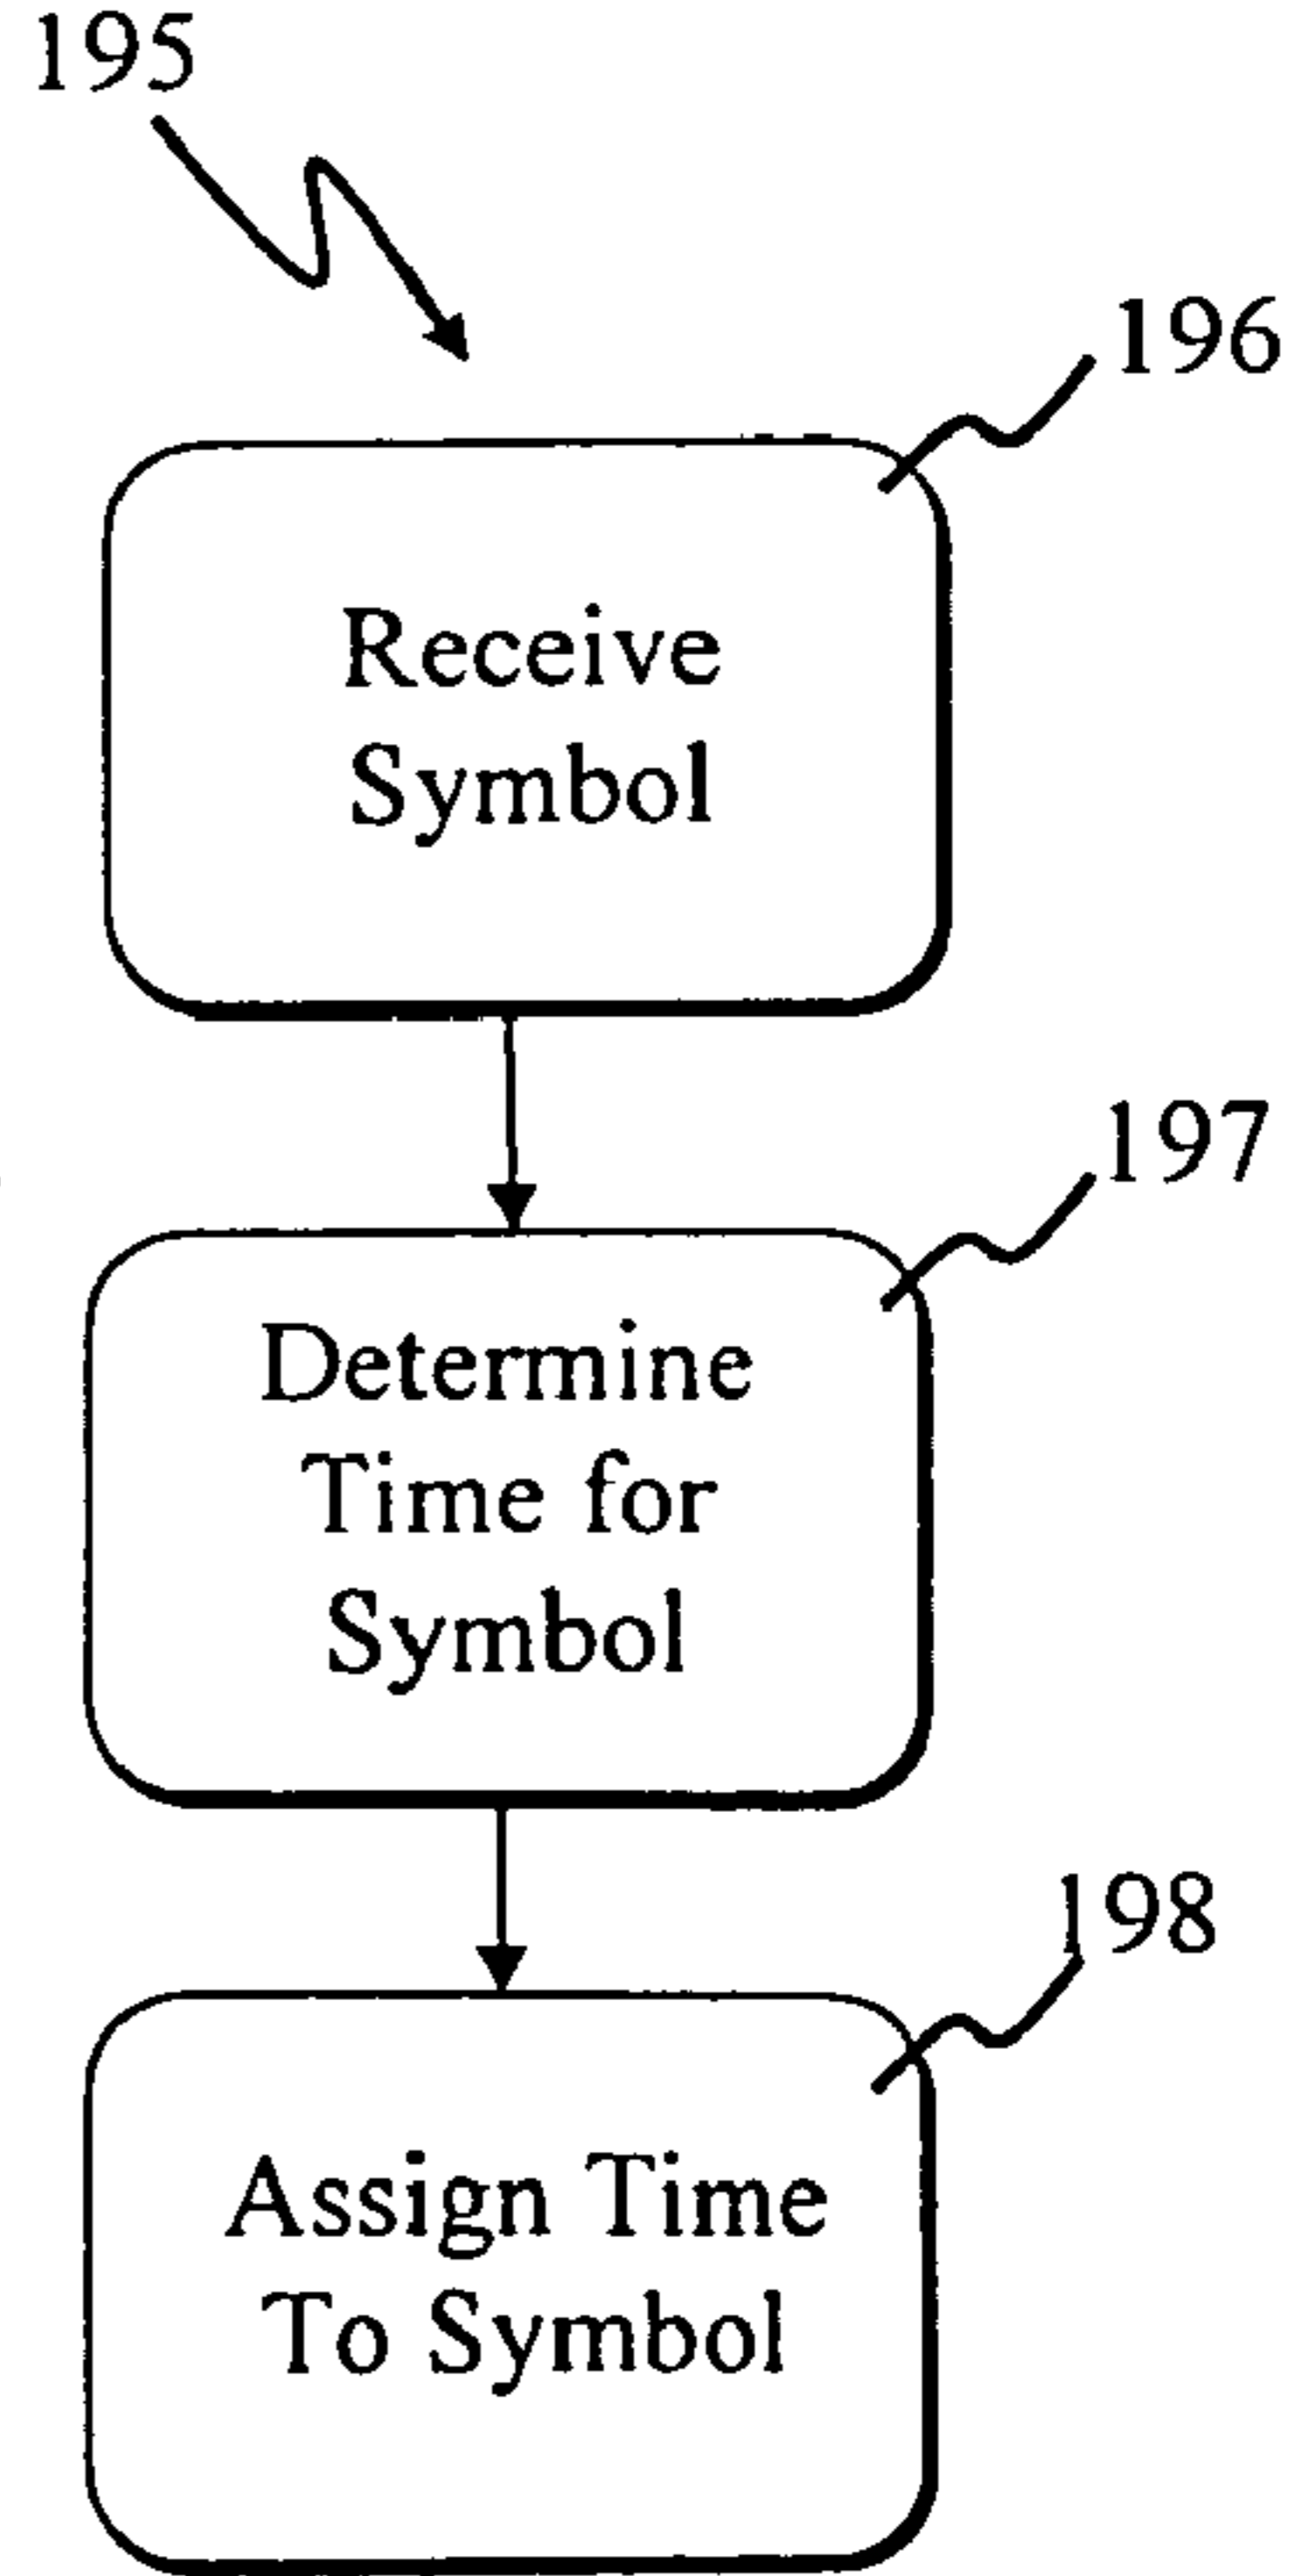 195
196
Receive
Symbol
197
Determine
Time for
Symbol
198
Assign Time
To Symbol